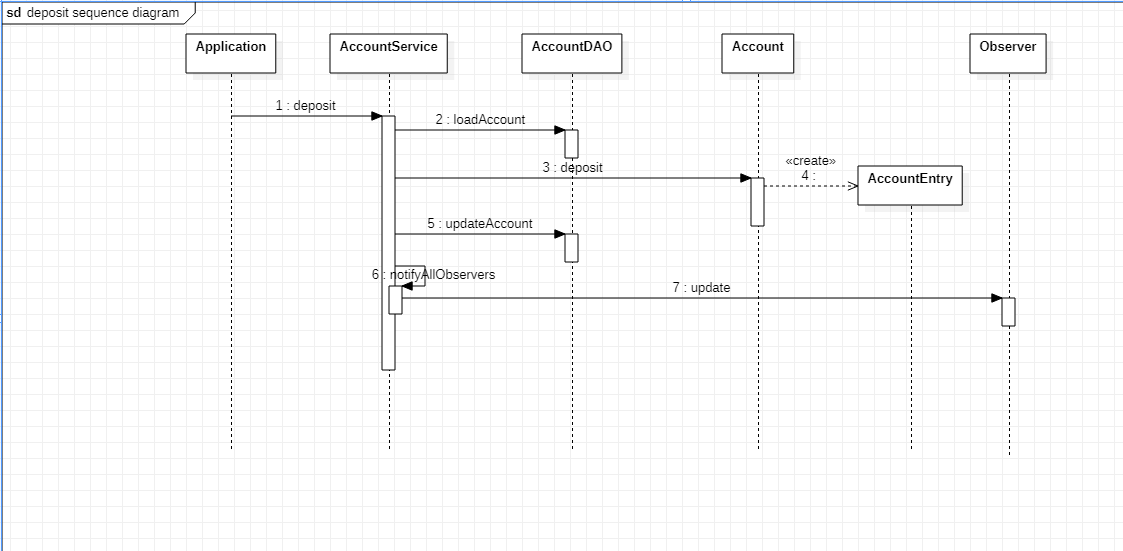 sd deposit sequence diagram
Application
AccountService
AccountDAO
Account
Observer
1 : deposit
2 : loadAccount
3 : deposit
«create»
4 :
AccountEntry
5 : updateAccount
6 : notifyAllObservers
7 : update